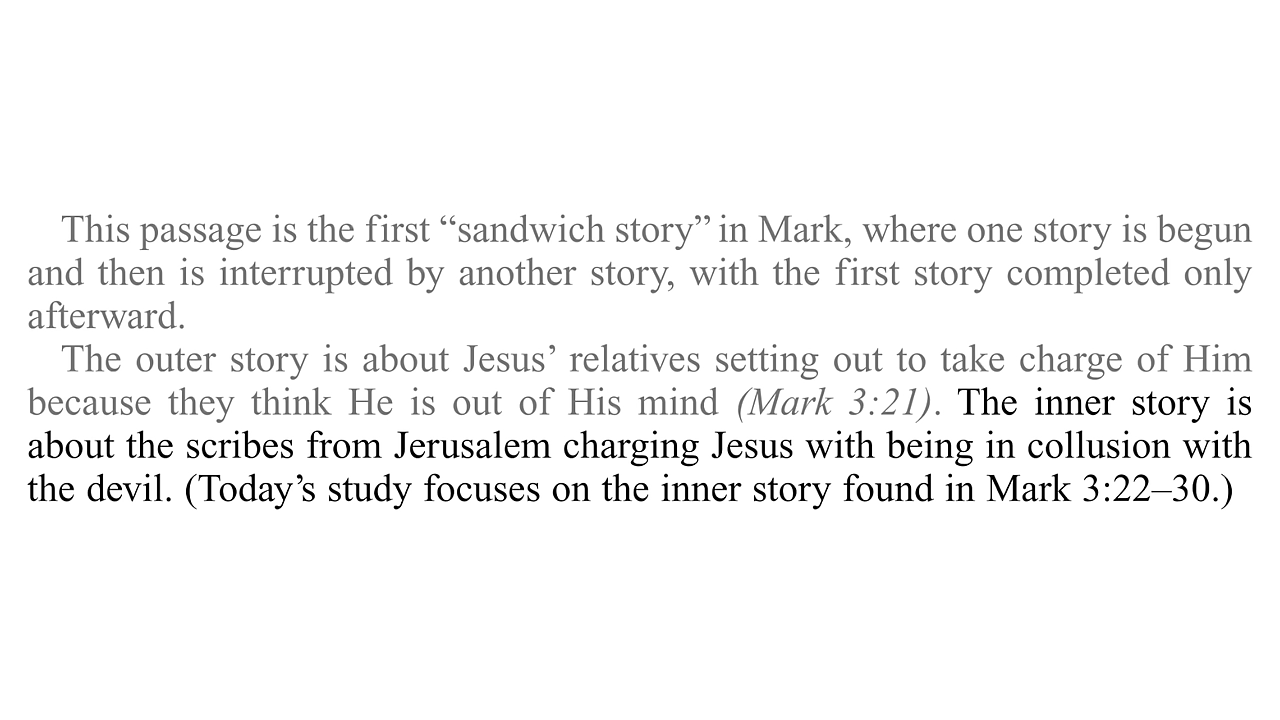 This passage is the first “sandwich story” in Mark, where one story is begun
and then is interrupted by another story, with the first story completed only
afterward.
The outer story is about Jesus’ relatives setting out to take charge of Him
because they think He is out of His mind (Mark 3:21). The inner story is
about the scribes from Jerusalem charging Jesus with being in collusion with
the devil. (Today’s study focuses on the inner story found in Mark 3:22–30.)